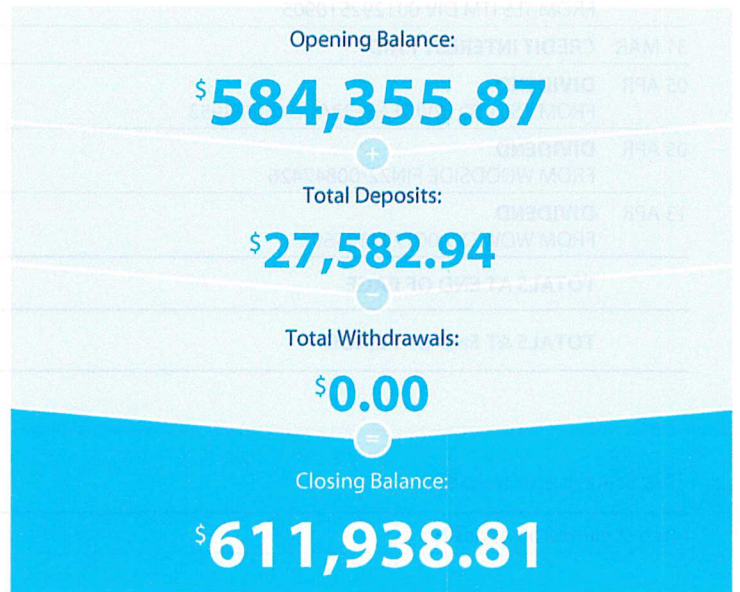 Opening Balance:
$584,355.87
+
Total Deposits:
$27,582.94
−
Total Withdrawals:
$0.00
=
Closing Balance:
$611,938.81